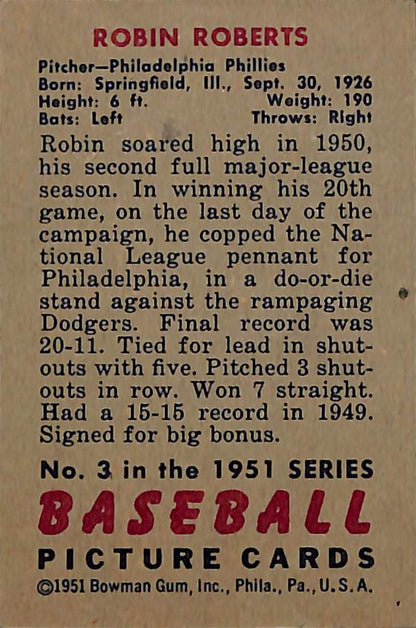 ROBIN ROBERTS
Pitcher—Philadelphia Phillies
Born: Springfield, Ill., Sept. 30, 1926
Height: 6 ft. Weight: 190
Bats: Left Throws: Right
Robin soared high in 1950,
his second full major-league
season. In winning his 20th
game, on the last day of the
campaign, he copped the Na-
tional League pennant for
Philadelphia, in a do-or-die
stand against the rampaging
Dodgers. Final record was
20-11. Tied for lead in shut-
outs with five. Pitched 3 shut-
outs in row. Won 7 straight.
Had a 15-15 record in 1949.
Signed for big bonus.
No. 3 in the 1951 SERIES
BASEBALL
PICTURE CARDS
©1951 Bowman Gum, Inc., Phila., Pa., U.S.A.